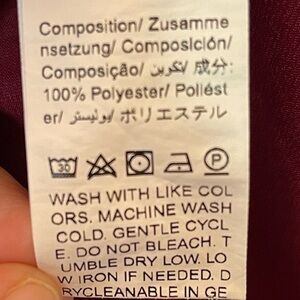 Composition/ Zusamme
nsetzung/ Composición/
Composição/ تكوين/ 成分:
100% Polyester/ Poliést
er/ بوليستر/ ポリエステル
30 P
WASH WITH LIKE COL
ORS. MACHINE WASH
COLD. GENTLE CYCL
E. DO NOT BLEACH. T
UMBLE DRY LOW. LO
W IRON IF NEEDED. D
RYCLEANABLE IN GE